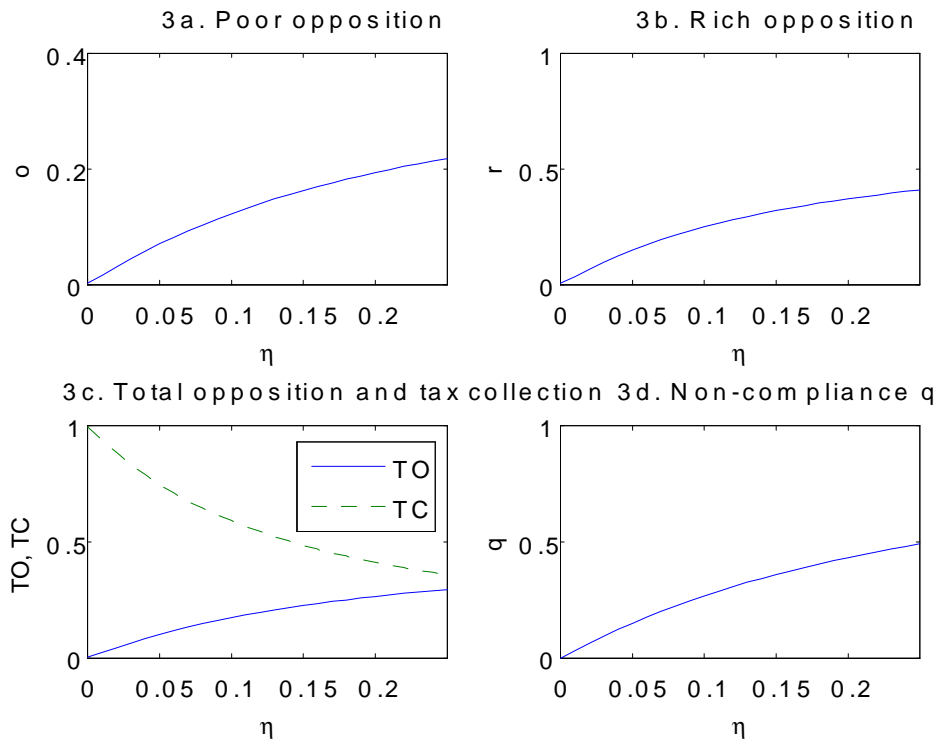 3a. Poor opposition
0.4
0.2
0
o
0 0.05 0.1 0.15 0.2
η
3b. Rich opposition
1
0.5
0
r
0 0.05 0.1 0.15 0.2
η
3c. Total opposition and tax collection
1
0.5
0
TO, TC
TO
TC
0 0.05 0.1 0.15 0.2
η
3d. Non-compliance q
1
0.5
0
q
0 0.05 0.1 0.15 0.2
η